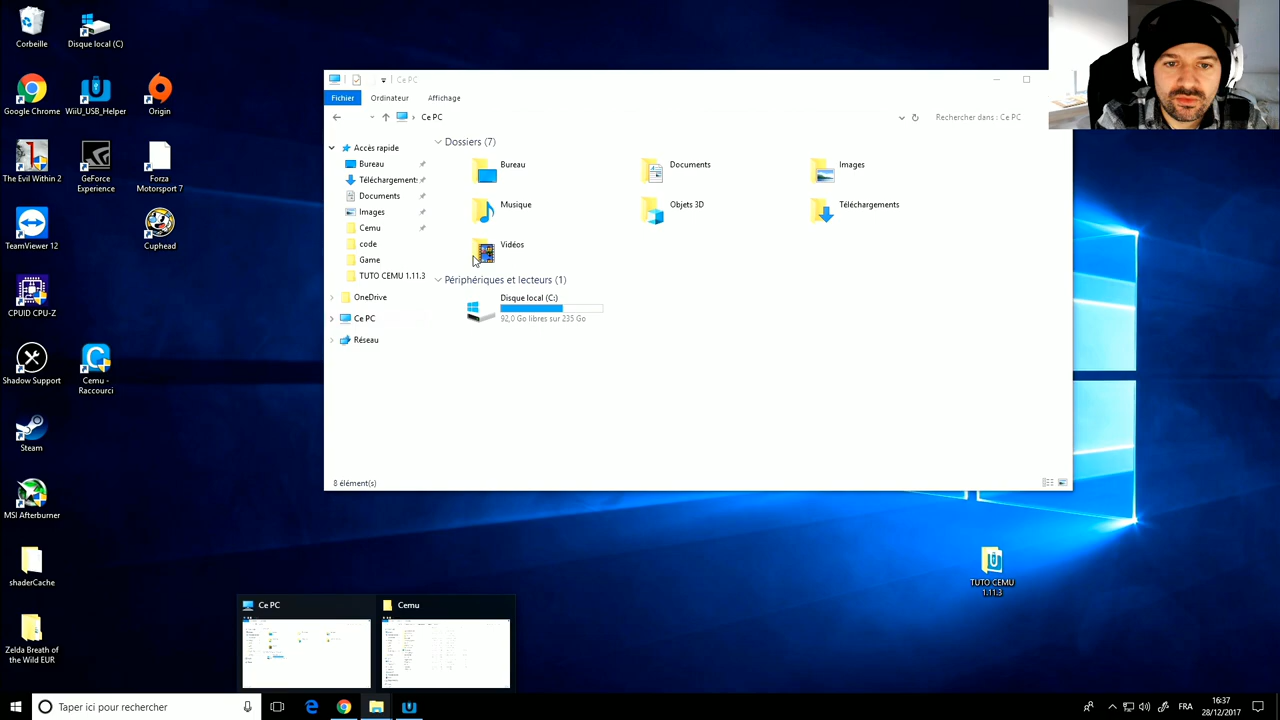 Corbeille
Disque local (C)
Google Chrome
WiiU_USB_Helper
Origin
The Evil Within 2
GeForce
Experience
Forza
Motorsport 7
TeamViewer 12
Cuphead
CPUID CPU-Z
Shadow Support
Cemu -
Raccourci
Steam
MSI Afterburner
shaderCache
Zelda Breath of
the Wild EUR
Ce PC
Fichier
Ordinateur
Affichage
Ce PC
Rechercher dans : Ce PC
Accès rapide
Bureau
Téléchargements
Documents
Images
Cemu
code
Game
TUTO CEMU 1.11.3
OneDrive
Ce PC
Réseau
Dossiers (7)
Bureau
Documents
Images
Musique
Objets 3D
Téléchargements
Vidéos
Périphériques et lecteurs (1)
Disque local (C:)
92,0 Go libres sur 235 Go
8 élément(s)
TUTO CEMU
1.11.3
Ce PC
Cemu
Taper ici pour rechercher
FRA
16:37
28/12/2017